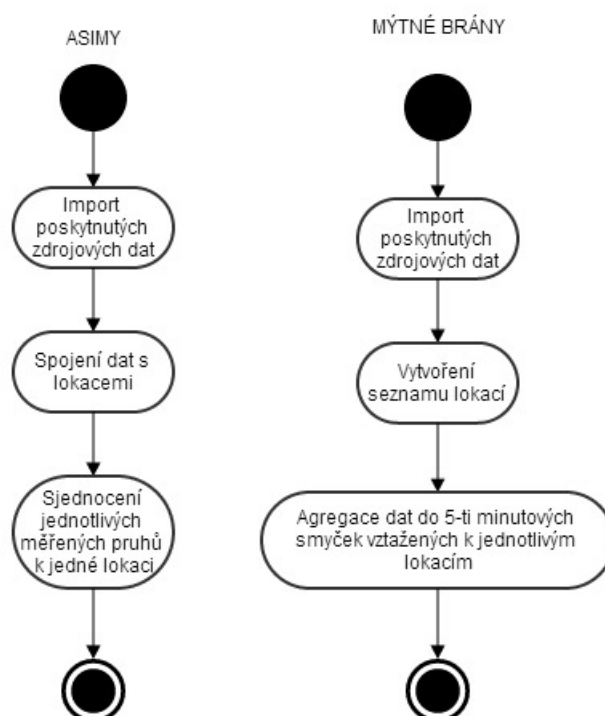 ASIMY
Import
poskytnutých
zdrojových dat
Spojení dat s
lokacemi
Sjednocení
jednotlivých
měřených pruhů
k jedné lokaci
MÝTNÉ BRÁNY
Import
poskytnutých
zdrojových dat
Vytvoření
seznamu lokací
Agregace dat do 5-ti minutových
smyček vztažených k jednotlivým
lokacím